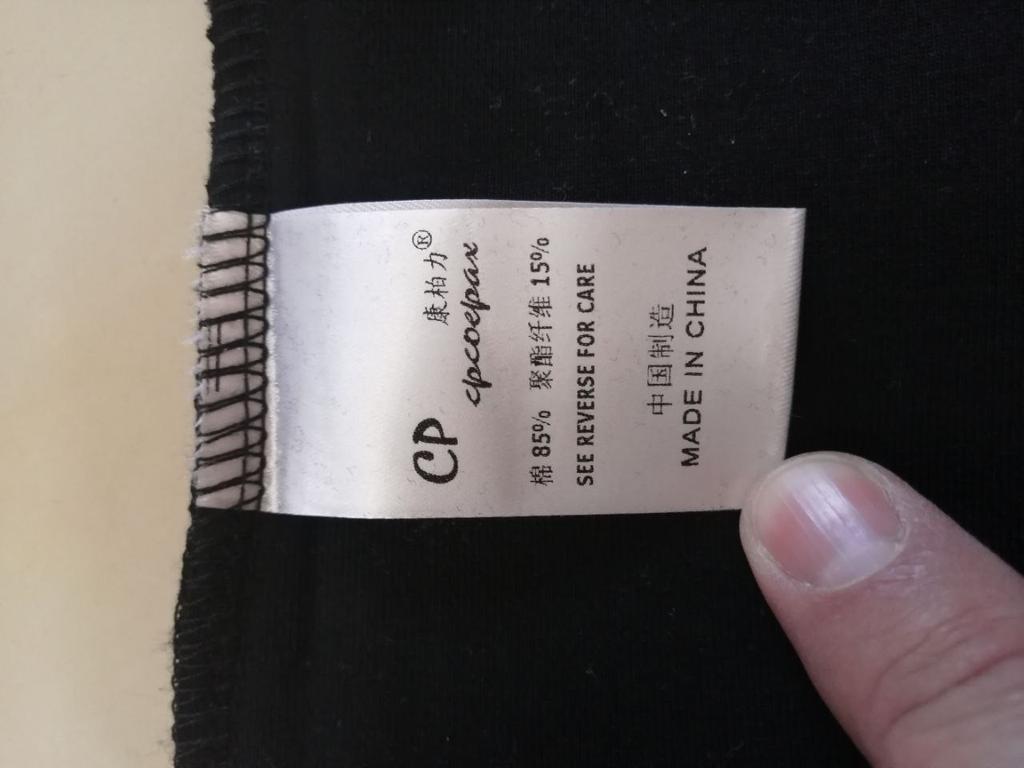 CP 康柏力®
cpcoepax
棉 85% 聚酯纤维 15%
SEE REVERSE FOR CARE
中国制造
MADE IN CHINA